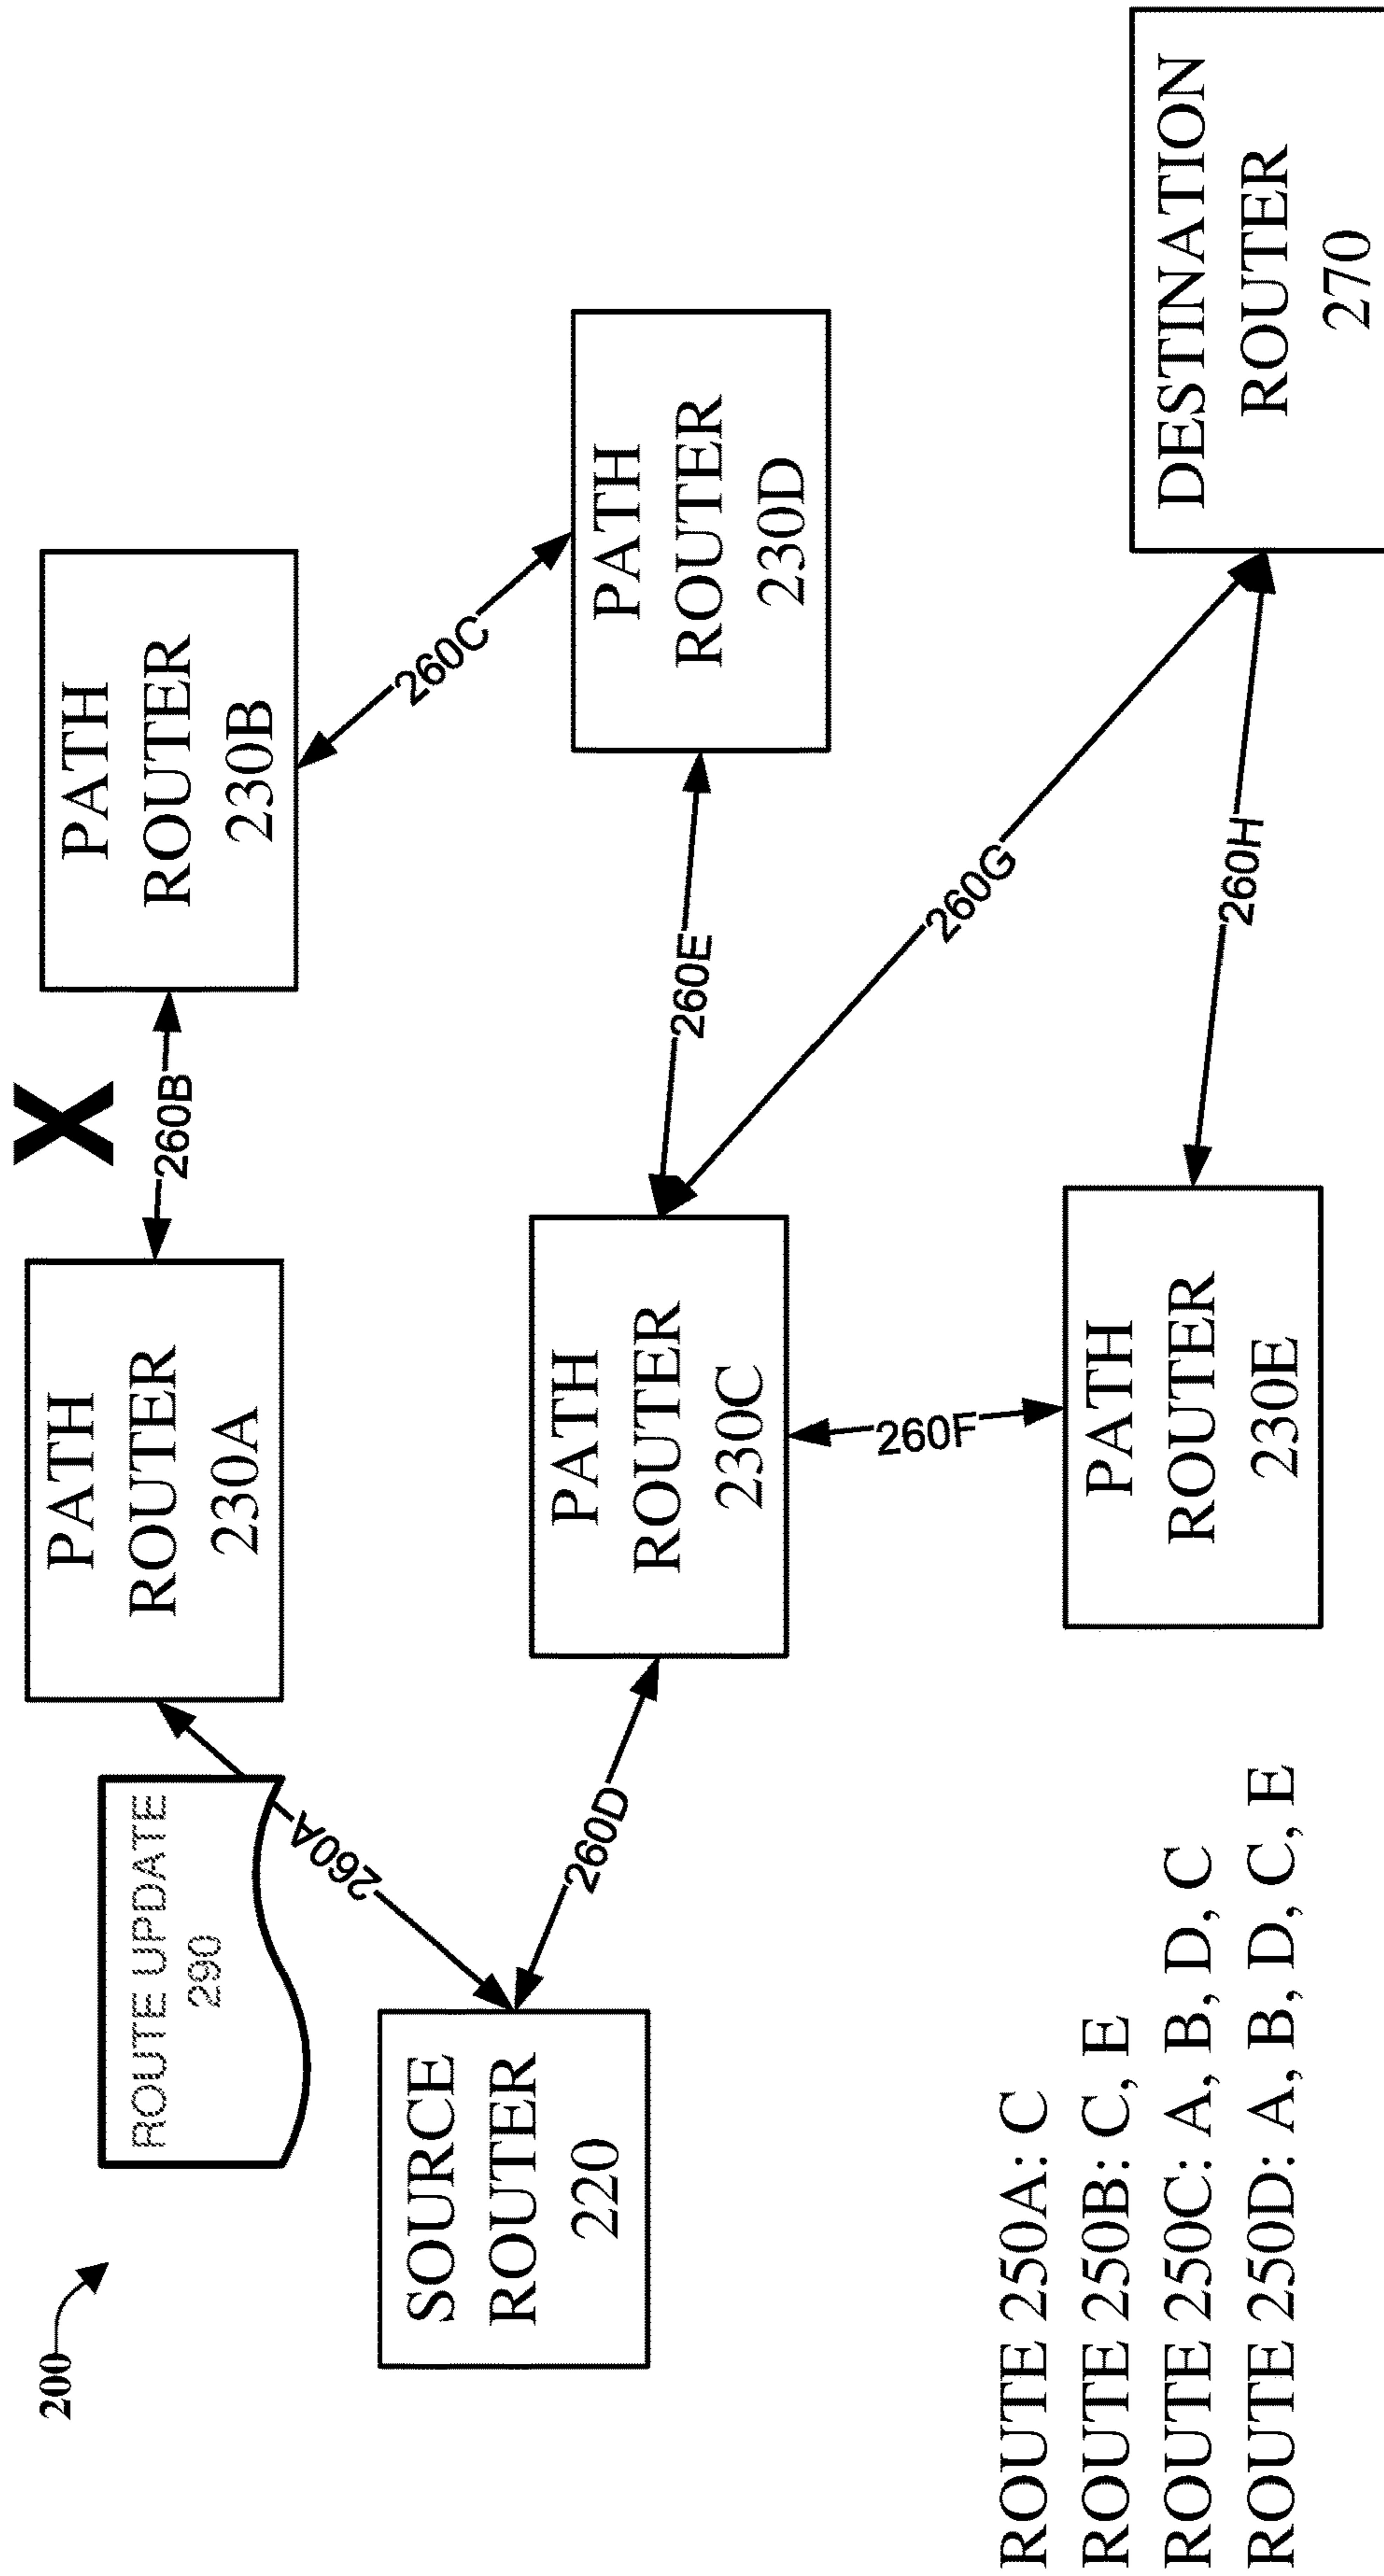 200
ROUTE UPDATE
290
SOURCE
ROUTER
220
260A
260D
PATH
ROUTER
230A
X
260B
PATH
ROUTER
230B
260C
PATH
ROUTER
230C
260E
PATH
ROUTER
230D
260F
260G
PATH
ROUTER
230E
260H
DESTINATION
ROUTER
270
ROUTE 250A: C
ROUTE 250B: C, E
ROUTE 250C: A, B, D, C
ROUTE 250D: A, B, D, C, E